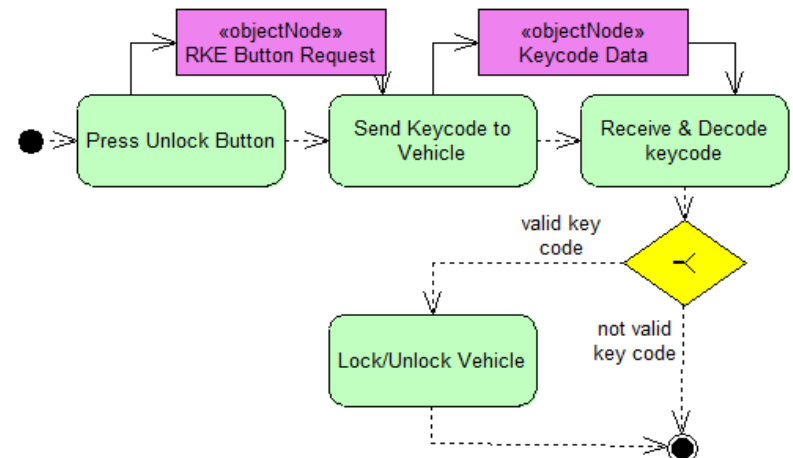 «objectNode»
RKE Button Request
«objectNode»
Keycode Data
Press Unlock Button
Send Keycode to
Vehicle
Receive & Decode
keycode
valid key
code
not valid
key code
Lock/Unlock Vehicle